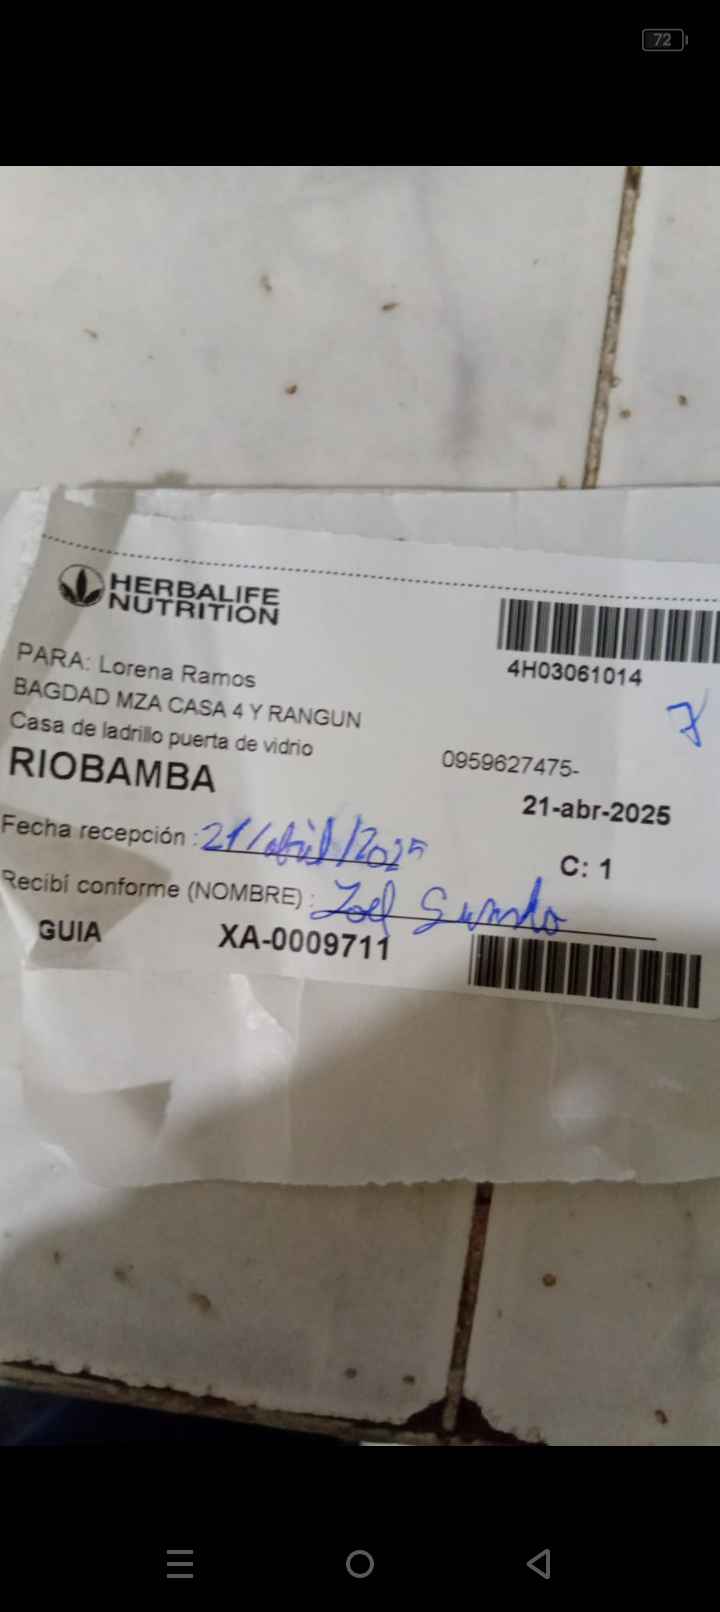 72
HERBALIFE
NUTRITION
4H03061014
PARA: Lorena Ramos
BAGDAD MZA CASA 4 Y RANGUN
Casa de ladrillo puerta de vidrio
0959627475-
RIOBAMBA
21-abr-2025
Fecha recepción : 21/abril/2025
C: 1
Recibí conforme (NOMBRE) :
GUIA XA-0009711
7